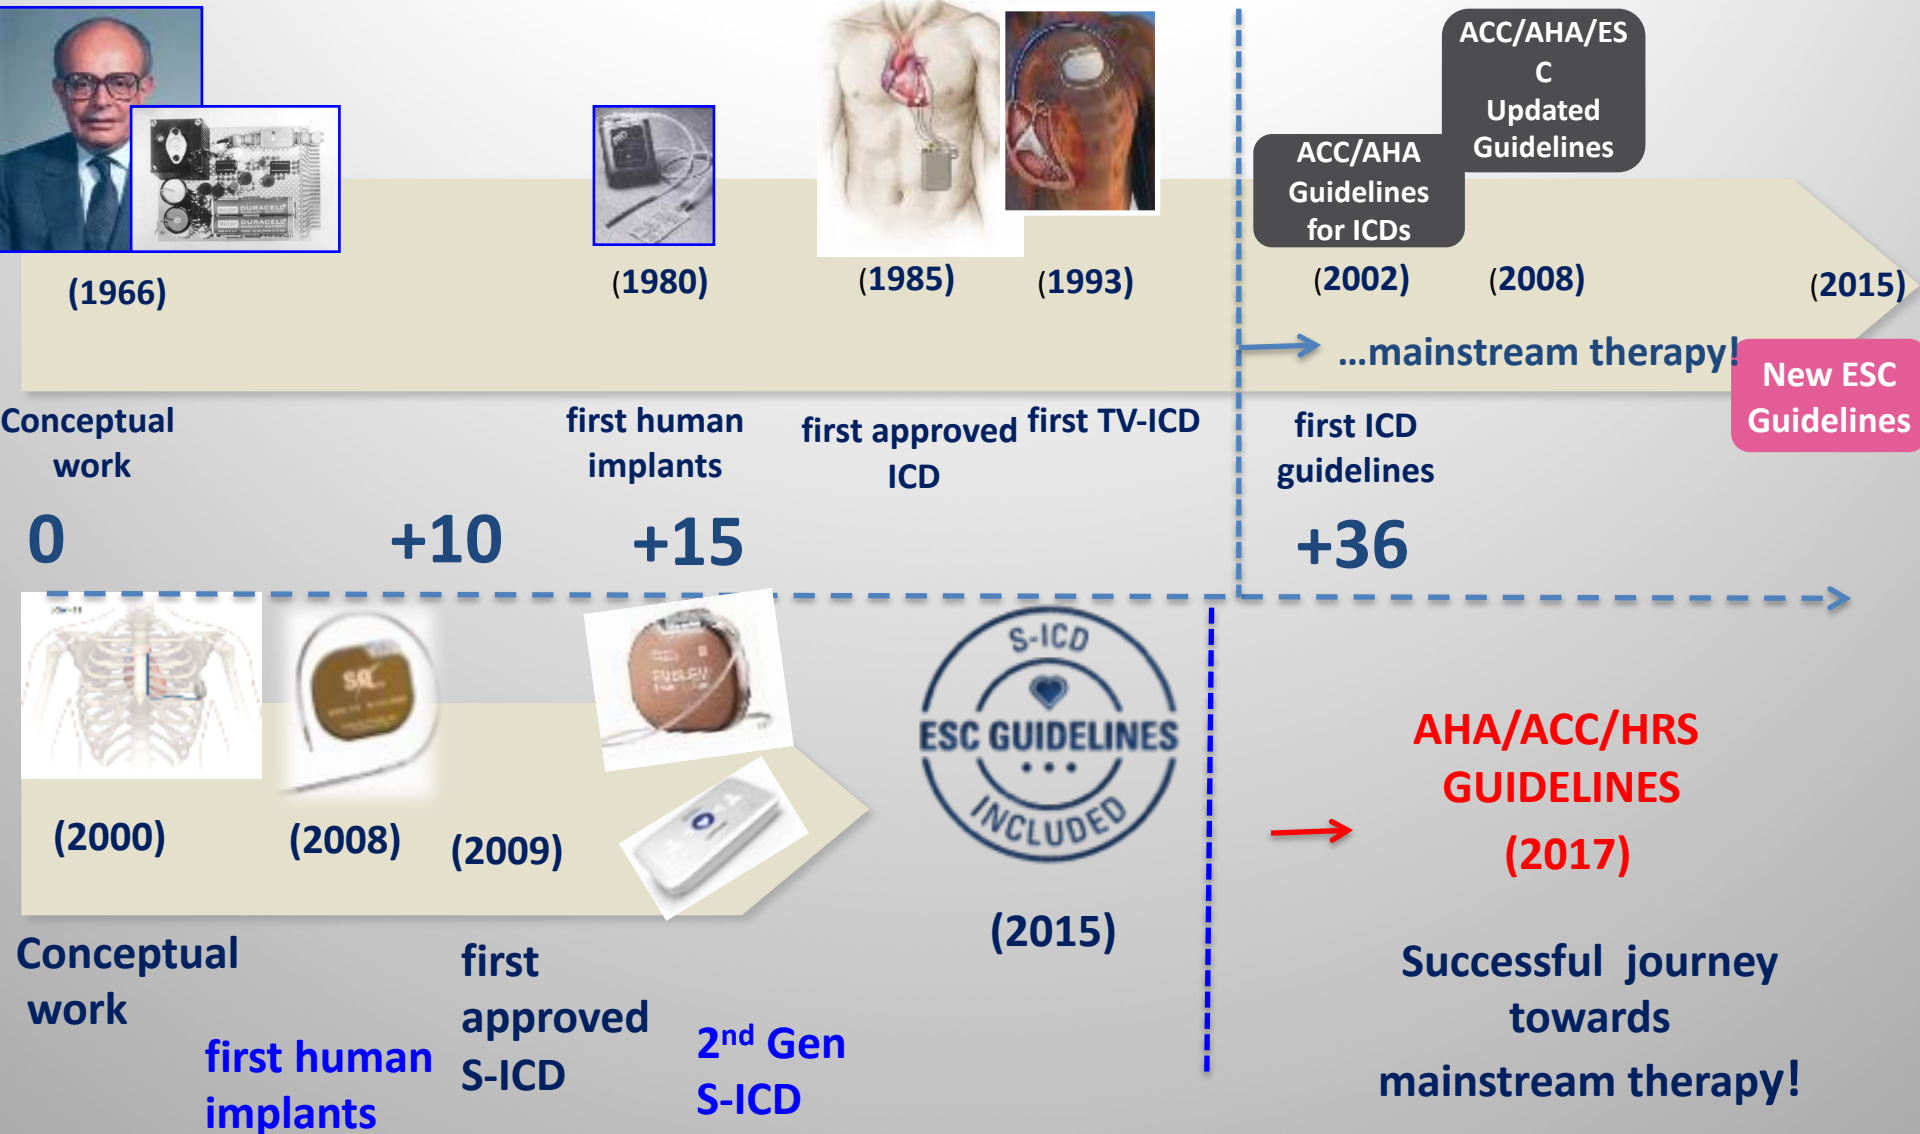 ACC/AHA/ES
C
Updated
Guidelines
ACC/AHA
Guidelines
for ICDs
DURACELL
DURACELL
(1966)
(1980)
(1985)
(1993)
(2002)
(2008)
(2015)
...mainstream therapy!
New ESC
Guidelines
Conceptual
work
first human
implants
first approved
ICD
first TV-ICD
first ICD
guidelines
0
+10
+15
+36
SQ
S-ICD
ESC GUIDELINES
INCLUDED
(2000)
(2008)
(2009)
(2015)
AHA/ACC/HRS
GUIDELINES
(2017)
Conceptual
work
first human
implants
first
approved
S-ICD
2nd Gen
S-ICD
Successful journey
towards
mainstream therapy!